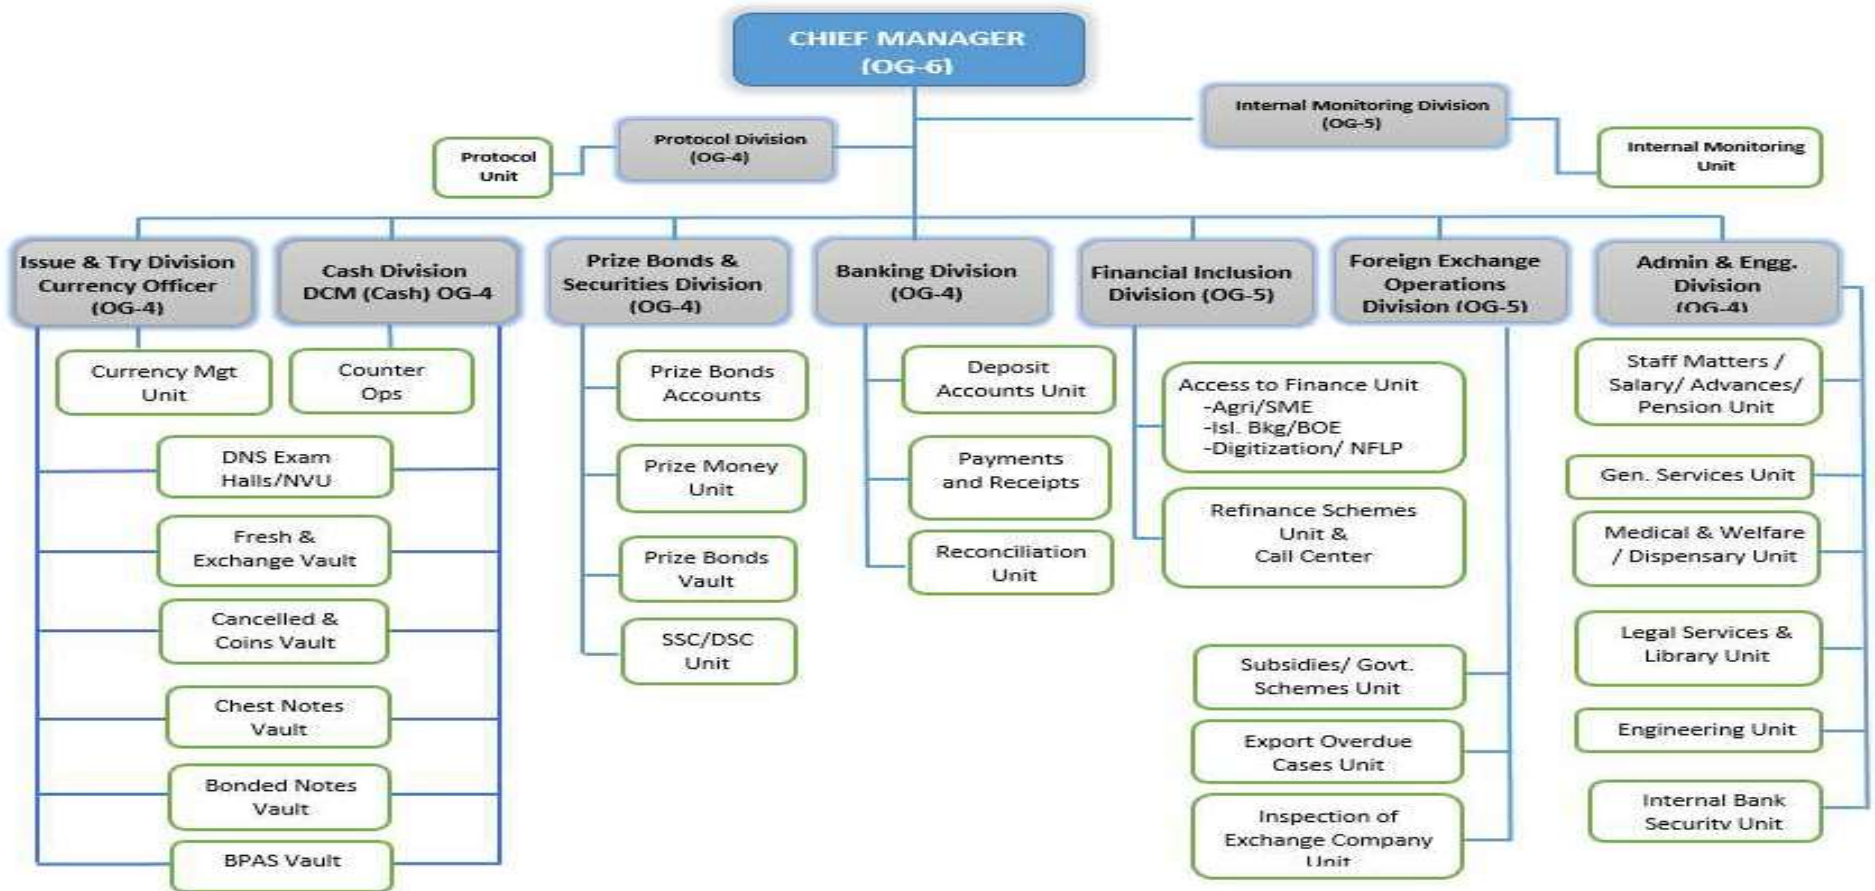 CHIEF MANAGER
(OG-6)
Internal Monitoring Division
(OG-5)
Protocol Division
(OG-4)
Protocol
Unit
Internal Monitoring
Unit
Issue & Try Division
Currency Officer
(OG-4)
Cash Division
DCM (Cash) OG-4
Prize Bonds &
Securities Division
(OG-4)
Banking Division
(OG-4)
Financial Inclusion
Division (OG-5)
Foreign Exchange
Operations
Division (OG-5)
Admin & Engg.
Division
(OG-4)
Currency Mgt
Unit
Counter
Ops
DNS Exam
Halls/NVU
Fresh &
Exchange Vault
Cancelled &
Coins Vault
Chest Notes
Vault
Bonded Notes
Vault
BPAS Vault
Prize Bonds
Accounts
Prize Money
Unit
Prize Bonds
Vault
SSC/DSC
Unit
Deposit
Accounts Unit
Payments
and Receipts
Reconciliation
Unit
Access to Finance Unit
-Agri/SME
-Isl. Bkg/BOE
-Digitization/ NFLP
Refinance Schemes
Unit &
Call Center
Subsidies/ Govt.
Schemes Unit
Export Overdue
Cases Unit
Inspection of
Exchange Company
Unit
Staff Matters /
Salary/ Advances/
Pension Unit
Gen. Services Unit
Medical & Welfare
/ Dispensary Unit
Legal Services &
Library Unit
Engineering Unit
Internal Bank
Security Unit